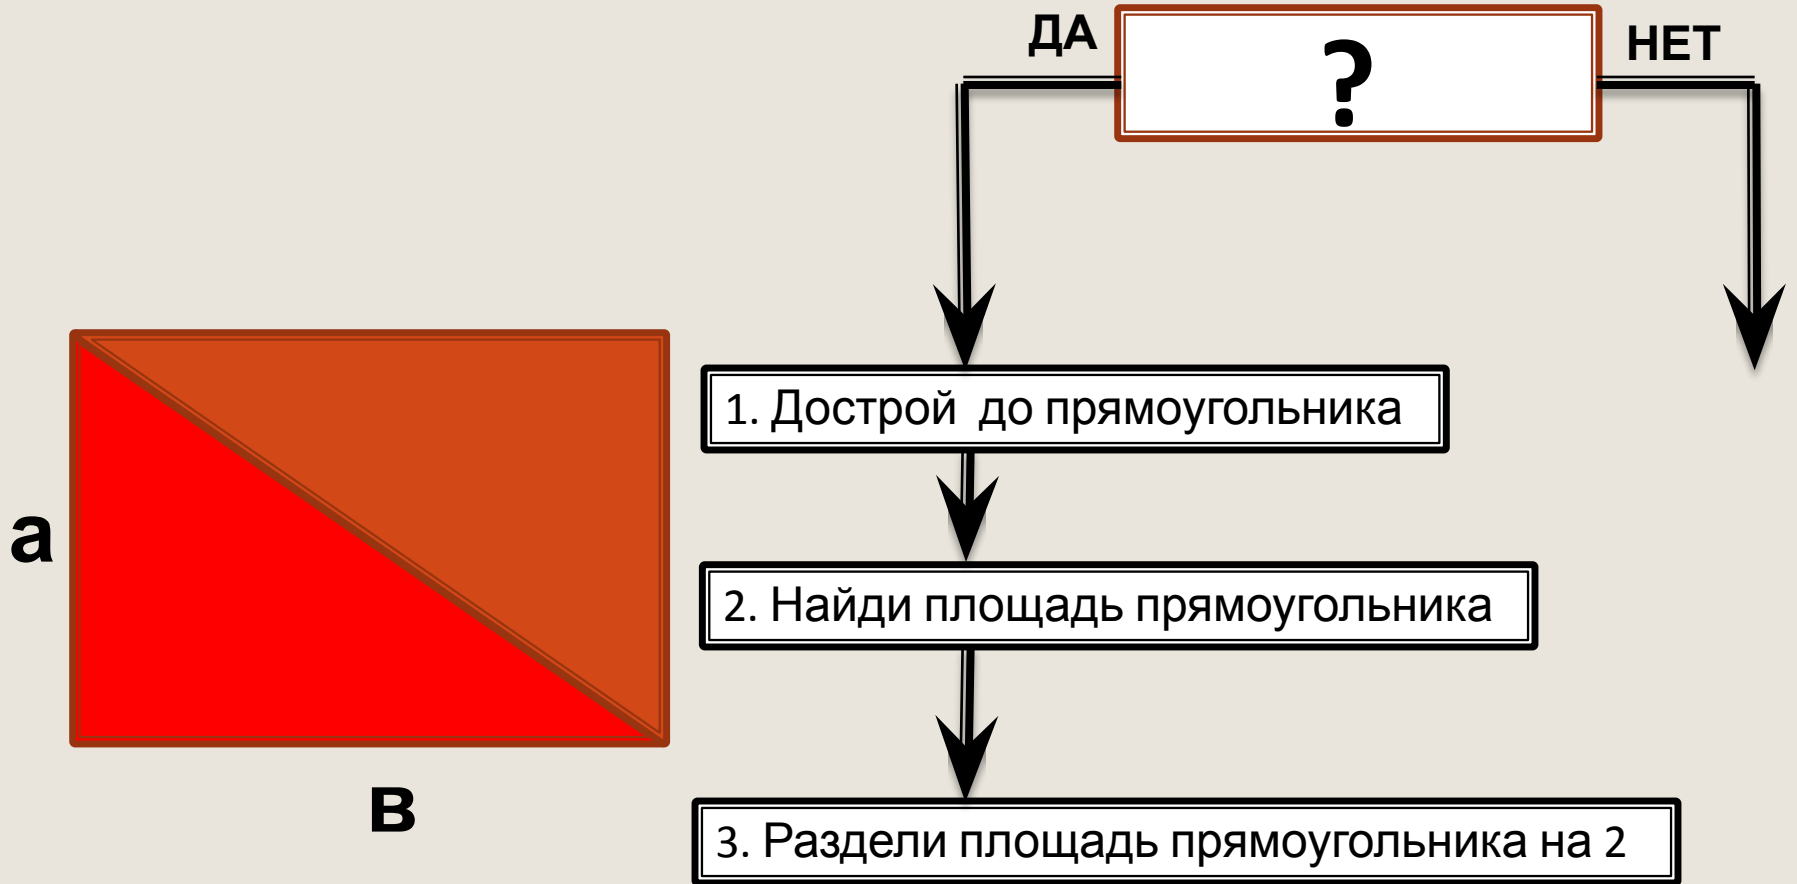 ДА
?
НЕТ
1. Дострой до прямоугольника
а
2. Найди площадь прямоугольника
в
3. Раздели площадь прямоугольника на 2